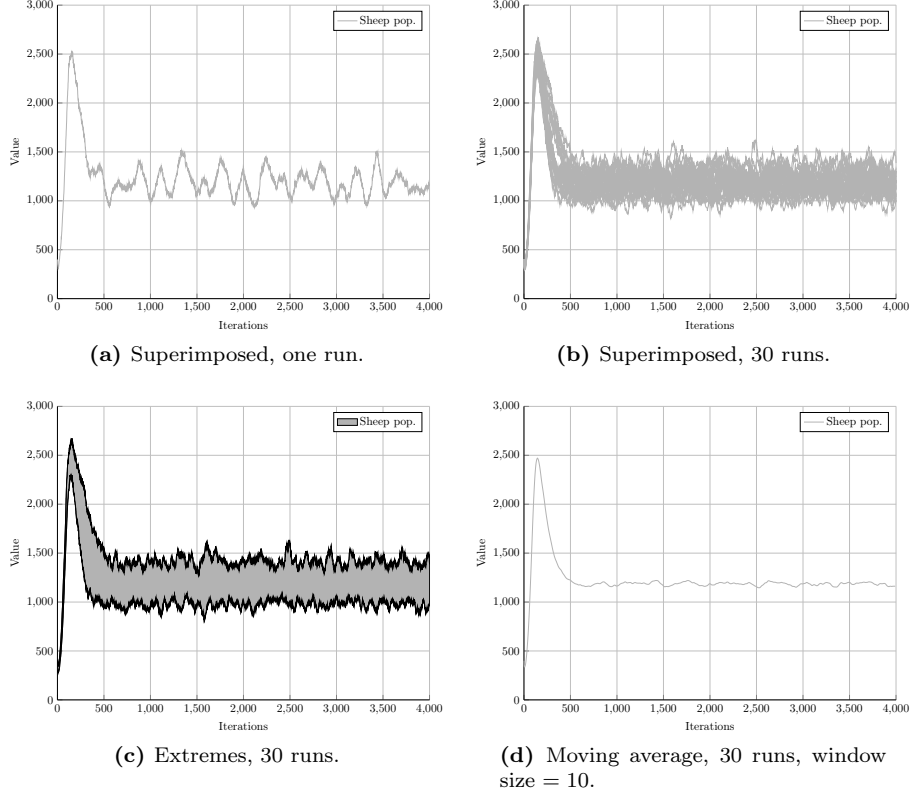 3,000
2,500
2,000
1,500
1,000
500
0
Value
Sheep pop.
0 500 1,000 1,500 2,000 2,500 3,000 3,500 4,000
Iterations
(a) Superimposed, one run.
3,000
2,500
2,000
1,500
1,000
500
0
Value
Sheep pop.
0 500 1,000 1,500 2,000 2,500 3,000 3,500 4,000
Iterations
(b) Superimposed, 30 runs.
3,000
2,500
2,000
1,500
1,000
500
0
Value
Sheep pop.
0 500 1,000 1,500 2,000 2,500 3,000 3,500 4,000
Iterations
(c) Extremes, 30 runs.
3,000
2,500
2,000
1,500
1,000
500
0
Value
Sheep pop.
0 500 1,000 1,500 2,000 2,500 3,000 3,500 4,000
Iterations
(d) Moving average, 30 runs, window
size = 10.